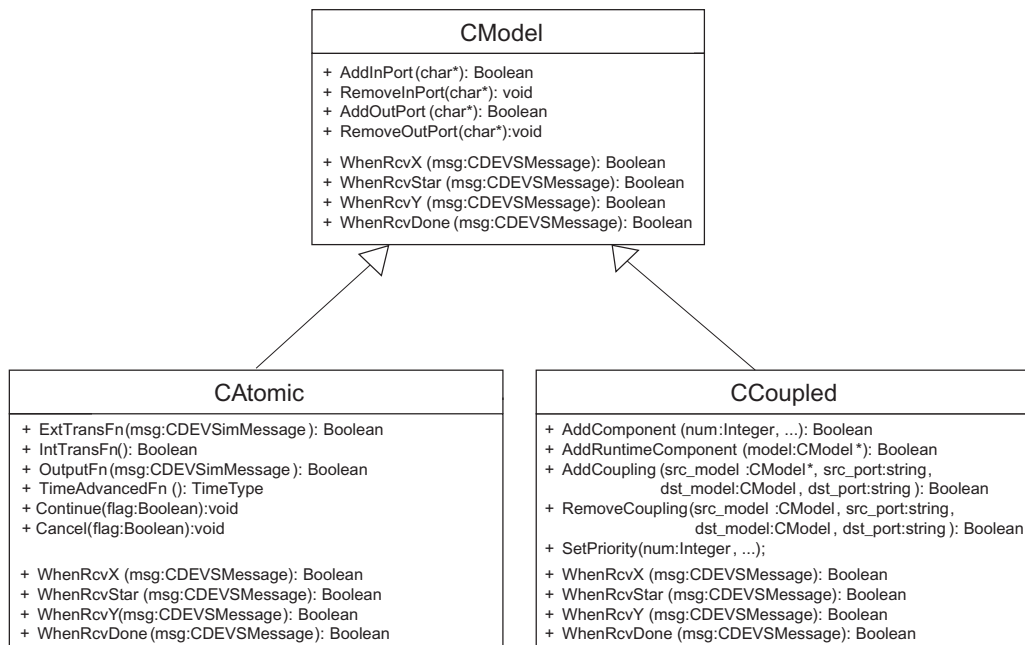 CModel
+ AddInPort(char*): Boolean
+ RemoveInPort(char*): void
+ AddOutPort (char*): Boolean
+ RemoveOutPort(char*):void
+ WhenRcvX (msg:CDEVSMessage): Boolean
+ WhenRcvStar (msg:CDEVSMessage): Boolean
+ WhenRcvY (msg:CDEVSMessage): Boolean
+ WhenRcvDone (msg:CDEVSMessage): Boolean
CAtomic
+ ExtTransFn(msg:CDEVSimMessage): Boolean
+ IntTransFn(): Boolean
+ OutputFn(msg:CDEVSimMessage): Boolean
+ TimeAdvancedFn (): TimeType
+ Continue(flag:Boolean):void
+ Cancel(flag:Boolean):void
+ WhenRcvX (msg:CDEVSMessage): Boolean
+ WhenRcvStar (msg:CDEVSMessage): Boolean
+ WhenRcvY(msg:CDEVSMessage): Boolean
+ WhenRcvDone(msg:CDEVSMessage): Boolean
CCoupled
+ AddComponent (num:Integer, ...): Boolean
+ AddRuntimeComponent (model:CModel*): Boolean
+ AddCoupling (src_model :CModel*, src_port:string,
dst_model:CModel, dst_port:string): Boolean
+ RemoveCoupling(src_model :CModel, src_port:string,
dst_model:CModel, dst_port:string): Boolean
+ SetPriority(num:Integer, ...);
+ WhenRcvX (msg:CDEVSMessage): Boolean
+ WhenRcvStar (msg:CDEVSMessage): Boolean
+ WhenRcvY (msg:CDEVSMessage): Boolean
+ WhenRcvDone (msg:CDEVSMessage): Boolean